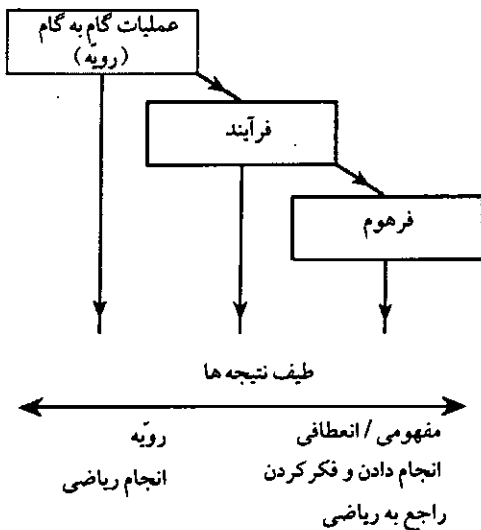 عملیات گام به گام
(رویّه)
فرآیند
فرهوم
طیف نتیجه ها
رویّه
انجام ریاضی
مفهومی / انعطافی
انجام دادن و فکر کردن
راجع به ریاضی